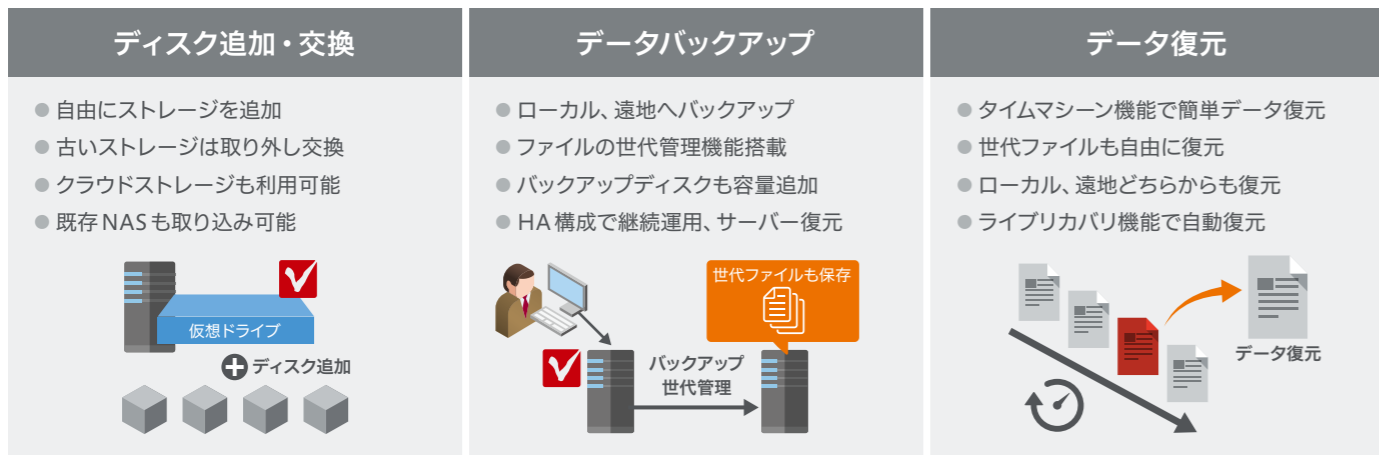 ディスク追加・交換
自由にストレージを追加
古いストレージは取り外し交換
クラウドストレージも利用可能
既存NASも取り込み可能
仮想ドライブ
ディスク追加
データバックアップ
ローカル、遠地へバックアップ
ファイルの世代管理機能搭載
バックアップディスクも容量追加
HA構成で継続運用、サーバー復元
世代ファイルも保存
バックアップ
世代管理
データ復元
タイムマシーン機能で簡単データ復元
世代ファイルも自由に復元
ローカル、遠地どちらからも復元
ライブリカバリ機能で自動復元
データ復元